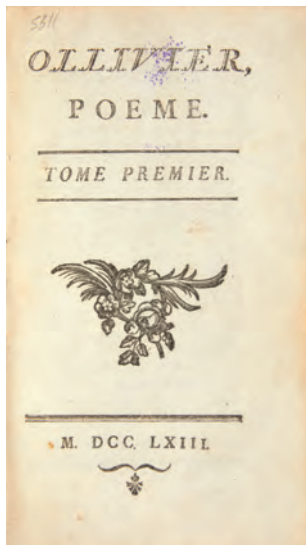 OLLIVIER,
POEME.
TOME PREMIER.
M. DCC. LXIII.